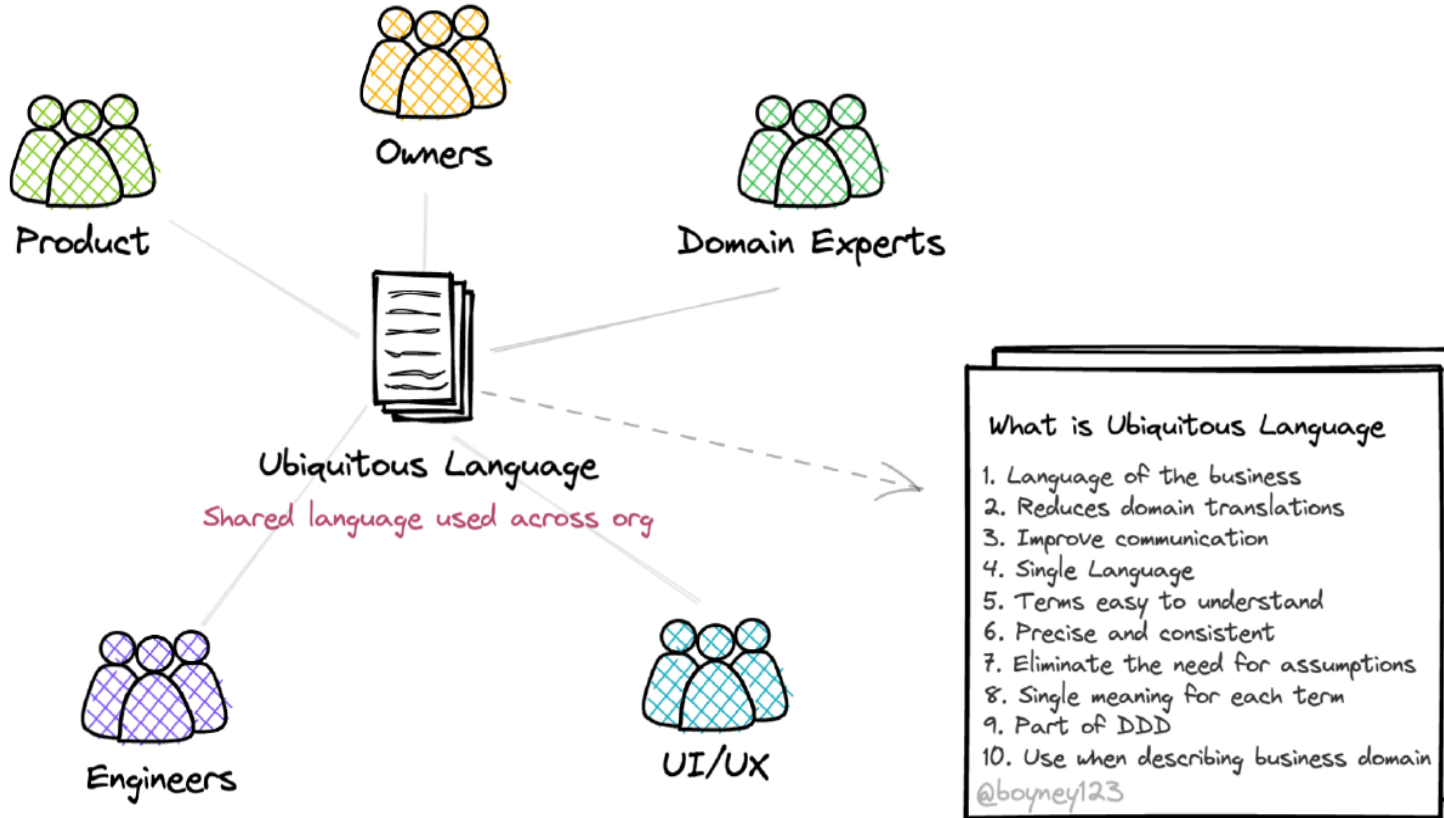 Owners
Product
Domain Experts
Ubiquitous Language
Shared language used across org
Engineers
UI/UX
What is Ubiquitous Language
1. Language of the business
2. Reduces domain translations
3. Improve communication
4. Single Language
5. Terms easy to understand
6. Precise and consistent
7. Eliminate the need for assumptions
8. Single meaning for each term
9. Part of DDD
10. Use when describing business domain
@boyney123